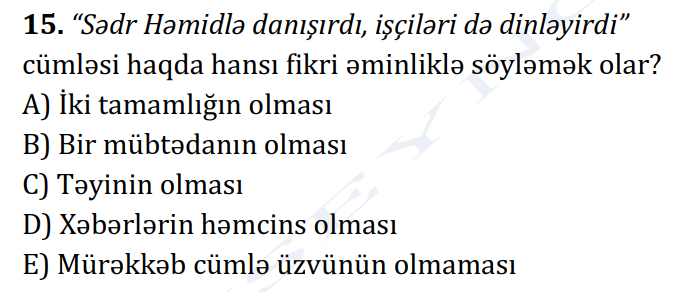 15. “Sədr Həmidlə danışırdı, işçiləri də dinləyirdi”
cümləsi haqda hansı fikri əminliklə söyləmək olar?
A) İki tamamlığın olması
B) Bir mübtədanın olması
C) Təyinin olması
D) Xəbərlərin həmcins olması
E) Mürəkkəb cümlə üzvünün olmaması